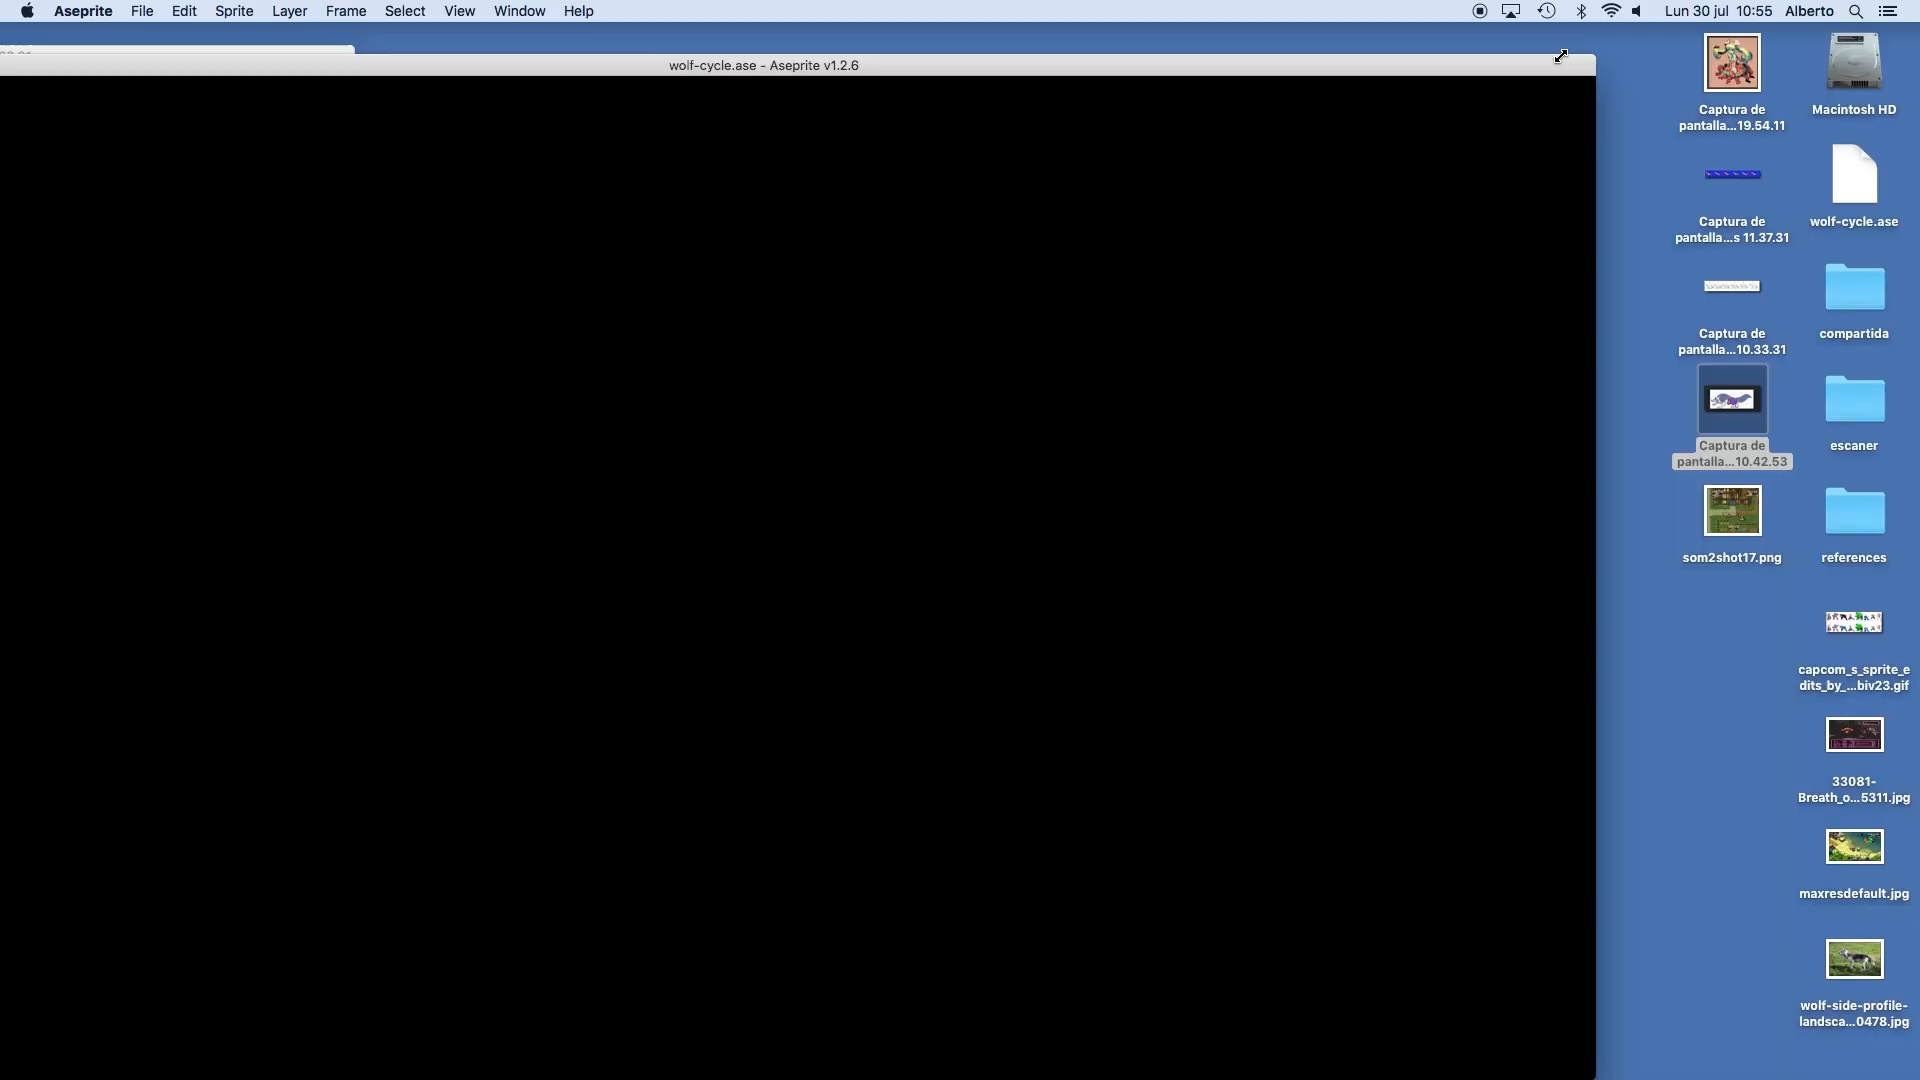 Aseprite File Edit Sprite Layer Frame Select View Window Help
Lun 30 jul 10:55 Alberto
wolf-cycle.ase - Aseprite v1.2.6
Captura de
pantalla...19.54.11
Macintosh HD
Captura de
pantalla...s 11.37.31
wolf-cycle.ase
Captura de
pantalla...10.33.31
compartida
Captura de
pantalla...10.42.53
escaner
som2shot17.png
references
capcom_s_sprite_e
dits_by_...biv23.gif
33081-
Breath_o...5311.jpg
maxresdefault.jpg
wolf-side-profile-
landsca...0478.jpg